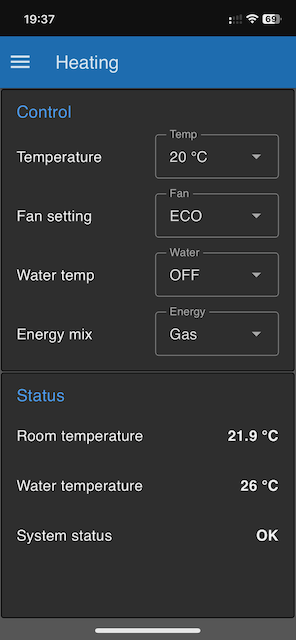 19:37
69
Heating
Control
Temp
Temperature
20 °C
Fan
Fan setting
ECO
Water
Water temp
OFF
Energy
Energy mix
Gas
Status
Room temperature 21.9 °C
Water temperature 26 °C
System status OK